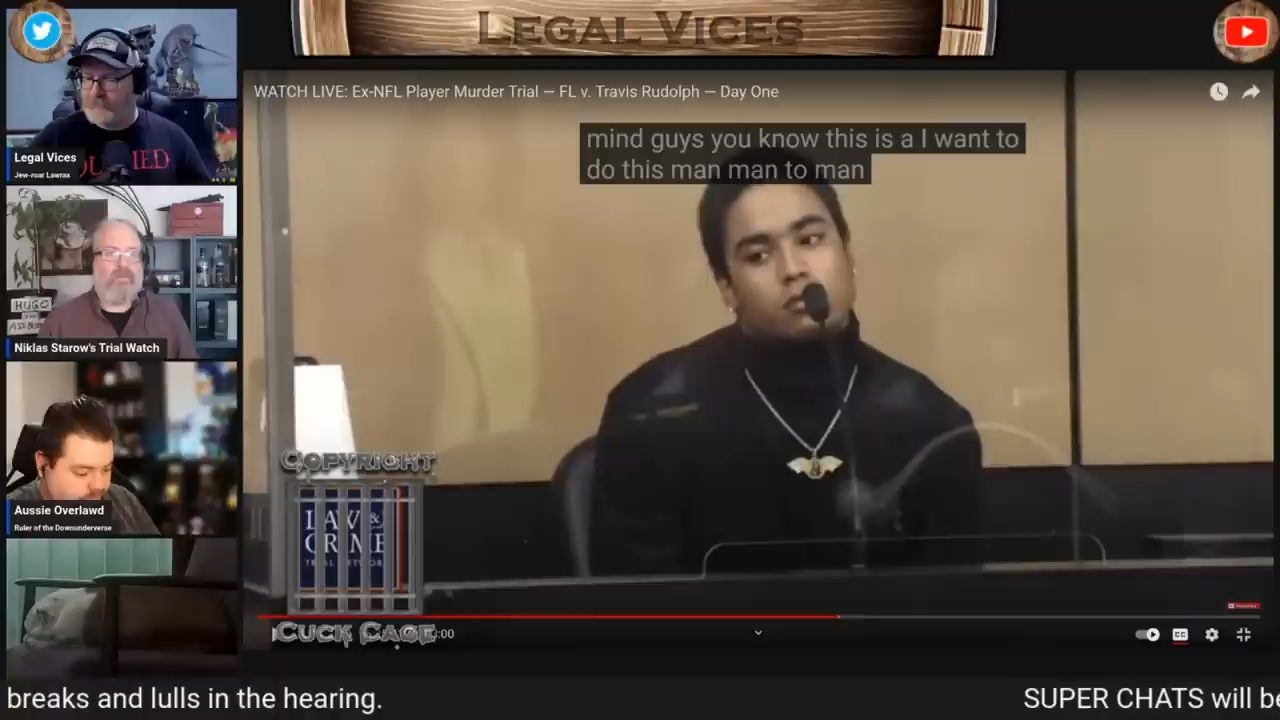 LEGAL VICES
WATCH LIVE: Ex-NFL Player Murder Trial — FL v. Travis Rudolph — Day One
mind guys you know this is a I want to
do this man man to man
Legal Vices
Jew-roar Lawrax
HUGO
Niklas Starow's Trial Watch
Aussie Overlawd
Ruler of the Downunderverse
COPYRIGHT
LAW &
CRIME
CUCK CAGE
:00
CC
breaks and lulls in the hearing.
SUPER CHATS will be